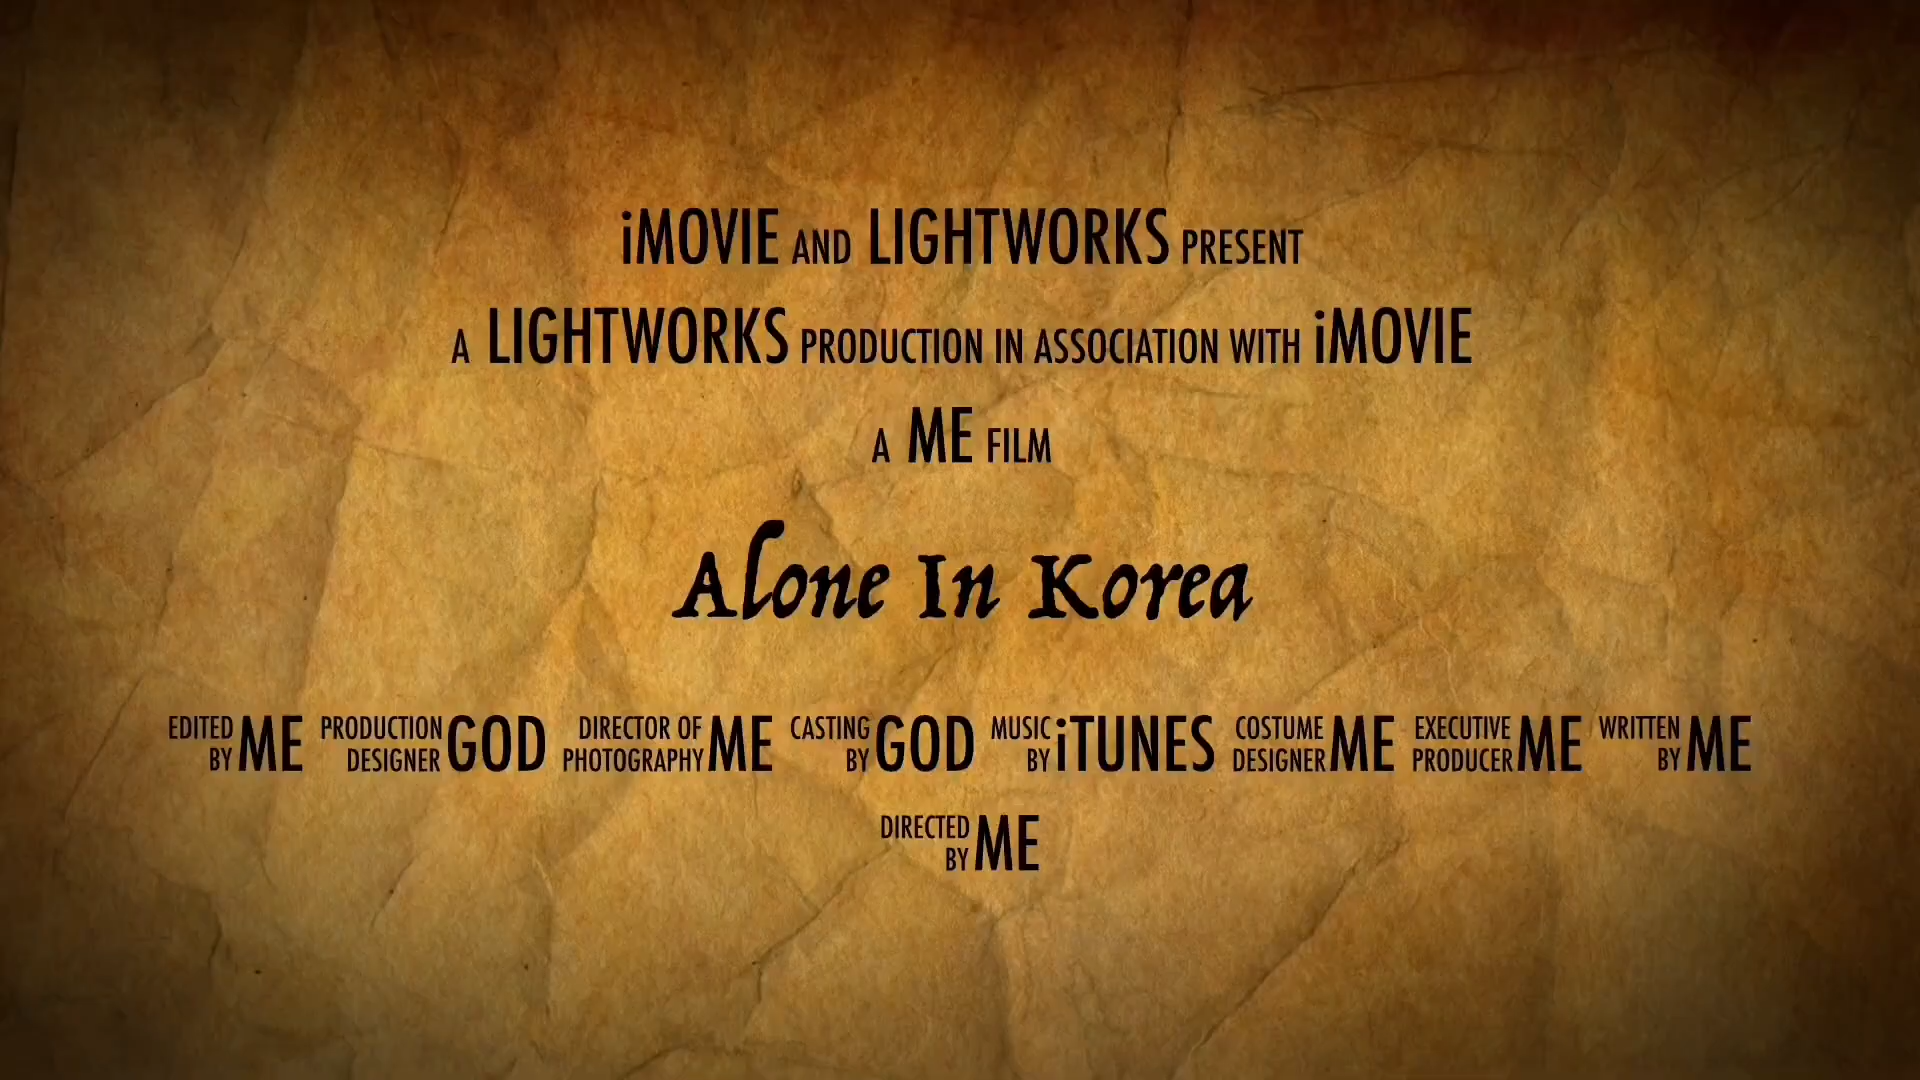 iMOVIE AND LIGHTWORKS PRESENT
A LIGHTWORKS PRODUCTION IN ASSOCIATION WITH iMOVIE
A ME FILM
Alone In Korea
EDITED BY ME PRODUCTION DESIGNER GOD DIRECTOR OF PHOTOGRAPHY ME CASTING BY GOD MUSIC BY iTUNES COSTUME DESIGNER ME EXECUTIVE PRODUCER ME WRITTEN BY ME
DIRECTED BY ME